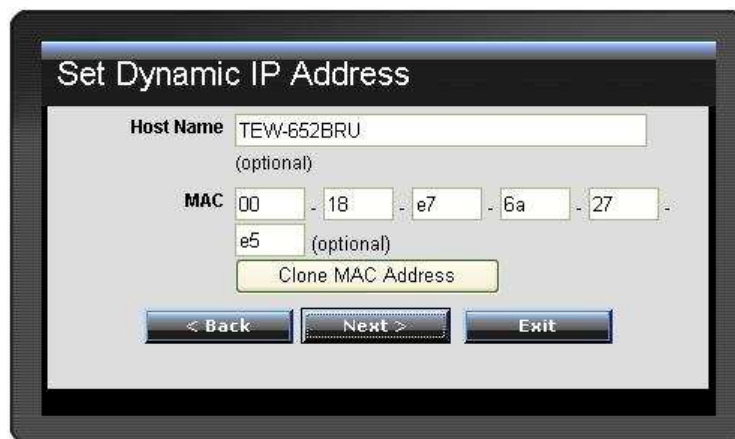 Set Dynamic IP Address
Host Name TEW-652BRU
(optional)
MAC 00 - 18 - e7 - 6a - 27 -
e5 (optional)
Clone MAC Address
< Back Next > Exit